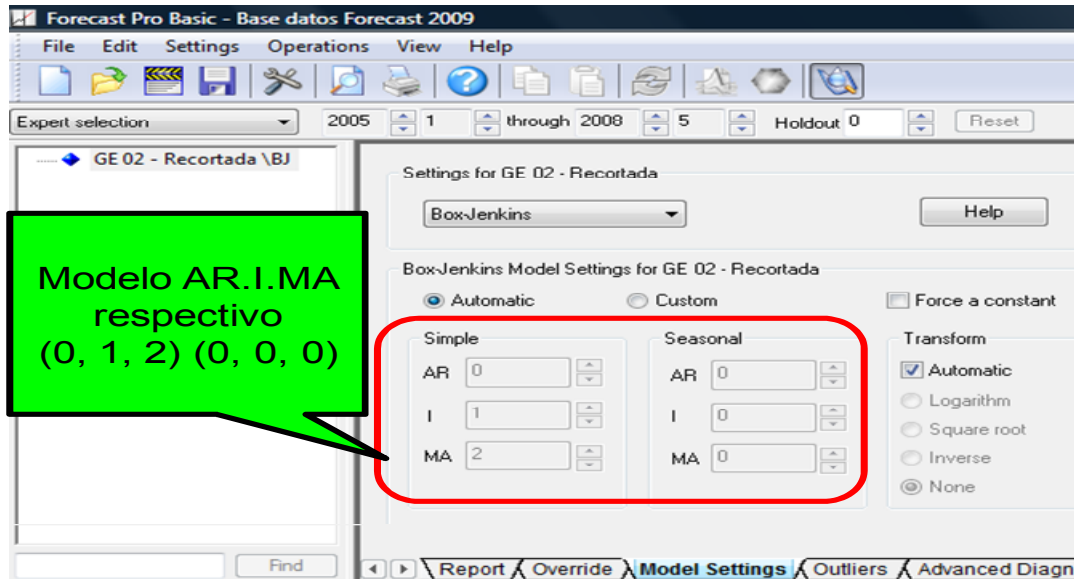 Forecast Pro Basic - Base datos Forecast 2009
File Edit Settings Operations View Help
Expert selection 2005 1 through 2008 5 Holdout 0 Reset
GE 02 - Recortada \BJ
Settings for GE 02 - Recortada
Box-Jenkins Help
Modelo AR.I.MA
respectivo
(0, 1, 2) (0, 0, 0)
Box-Jenkins Model Settings for GE 02 - Recortada
Automatic Custom Force a constant
Simple Seasonal Transform
AR 0 AR 0 Automatic
I 1 I 0 Logarithm
Square root
MA 2 MA 0 Inverse
None
Find Report Override Model Settings Outliers Advanced Diagn